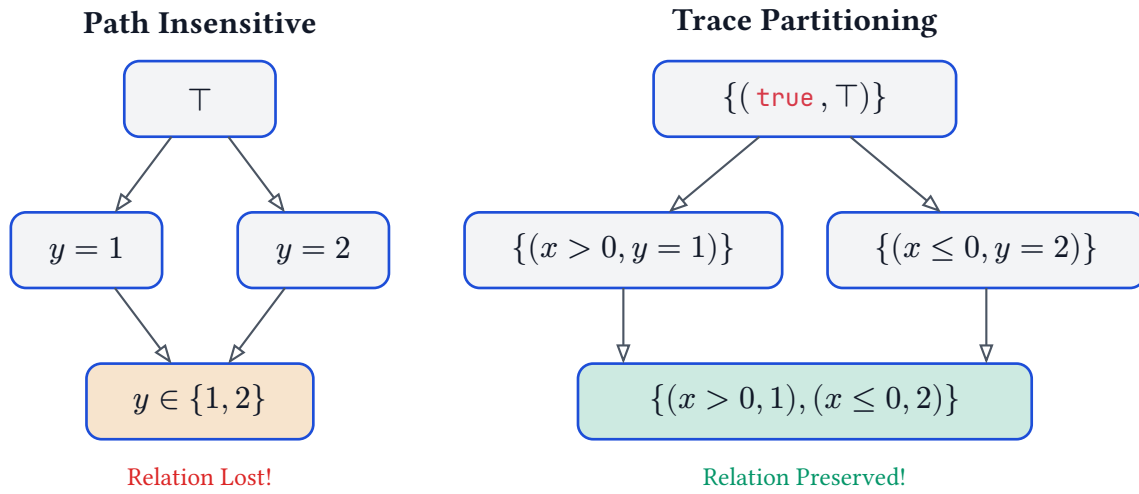 Path Insensitive
⊤
y = 1
y = 2
y ∈ {1, 2}
Relation Lost!
Trace Partitioning
{( true , ⊤)}
{(x > 0, y = 1)}
{(x ≤ 0, y = 2)}
{(x > 0, 1), (x ≤ 0, 2)}
Relation Preserved!